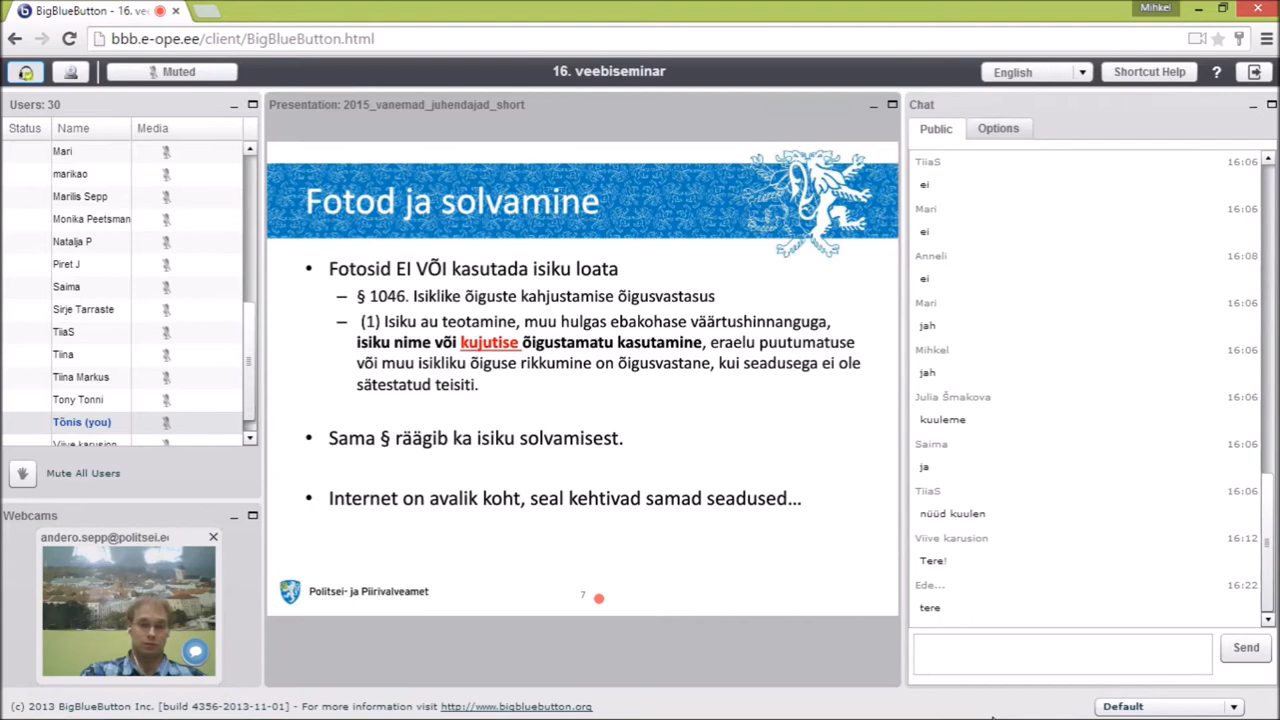 BigBlueButton - 16. vee
Mihkel
bbb.e-ope.ee/client/BigBlueButton.html
Muted
16. veebiseminar
English
Shortcut Help
?
Users: 30
Status Name Media
Mari
marikao
Marilis Sepp
Monika Peetsman
Natalja P
Piret J
Saima
Sirje Tarraste
TiiaS
Tiina
Tiina Markus
Tony Tonni
Tõnis (you)
Viive karusion
Mute All Users
Webcams
andero.sepp@politsei.ee
Presentation: 2015_vanemad_juhendajad_short
Fotod ja solvamine
• Fotosid EI VÕI kasutada isiku loata
– § 1046. Isiklike õiguste kahjustamise õigusvastasus
– (1) Isiku au teotamine, muu hulgas ebakohase väärtushinnanguga,
isiku nime või kujutise õigustamatu kasutamine, eraelu puutumatuse
või muu isikliku õiguse rikkumine on õigusvastane, kui seadusega ei ole
sätestatud teisiti.
• Sama § räägib ka isiku solvamisest.
• Internet on avalik koht, seal kehtivad samad seadused...
Politsei- ja Piirivalveamet
7
Chat
Public Options
TiiaS 16:06
ei
Mari 16:06
ei
Anneli 16:08
ei
Mari 16:06
jah
Mihkel 16:06
jah
Julia Šmakova 16:06
kuuleme
Saima 16:06
ja
TiiaS 16:06
nüüd kuulen
Viive karusion 16:12
Tere!
Ede... 16:22
tere
Send
(c) 2013 BigBlueButton Inc. [build 4356-2013-11-01] - For more information visit http://www.bigbluebutton.org
Default